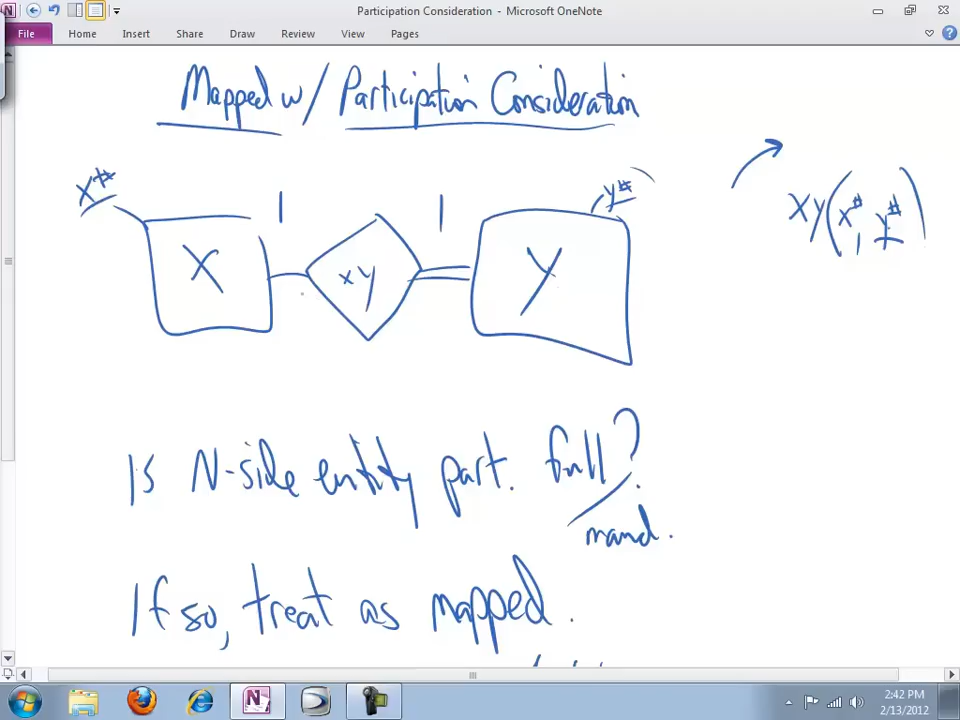 Participation Consideration - Microsoft OneNote
File Home Insert Share Draw Review View Pages
Mapped w/ Participation Consideration
X# 1 1 y#
X xy Y
XY(X#, y#)
Is N-side entity part. full?
mand.
If so, treat as mapped.
2:42 PM
2/13/2012